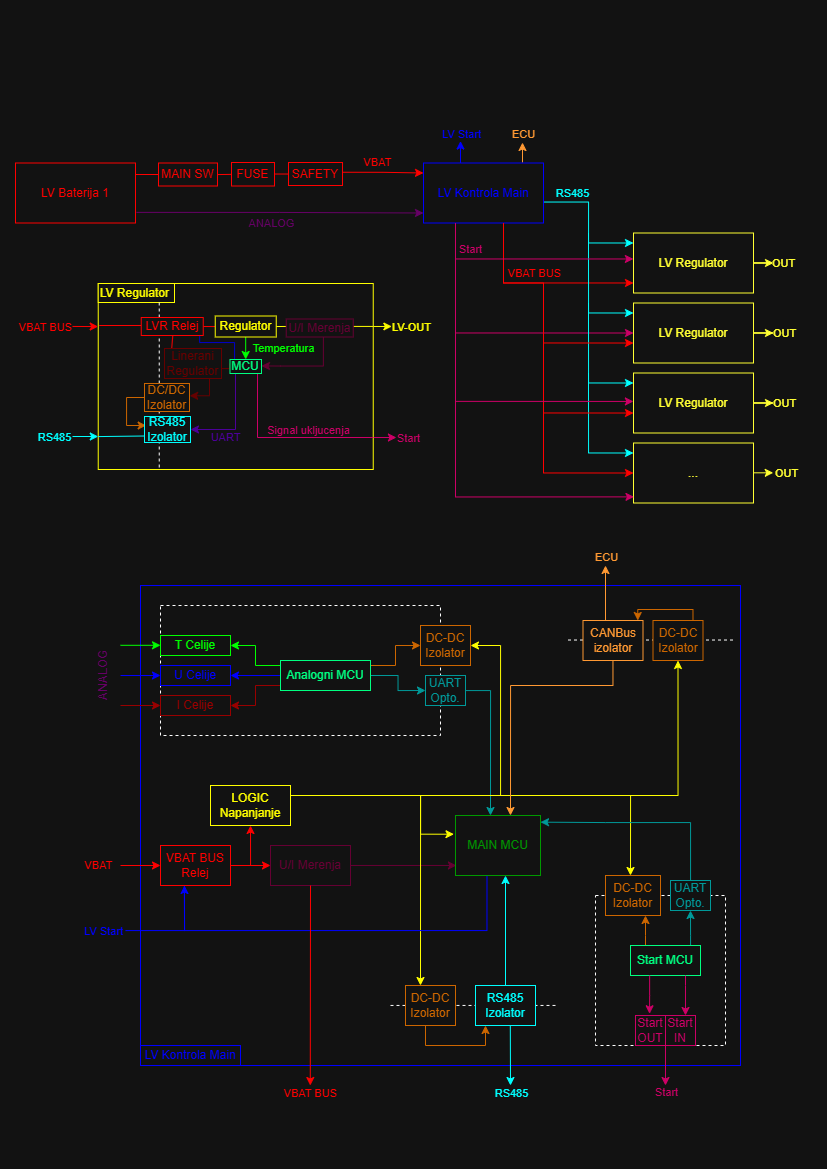 LV Start
ECU
LV Baterija 1
MAIN SW
FUSE
SAFETY
VBAT
LV Kontrola Main
RS485
ANALOG
Start
VBAT BUS
LV Regulator
OUT
LV Regulator
OUT
LV Regulator
OUT
...
OUT
LV Regulator
VBAT BUS
LVR Relej
Regulator
U/I Merenja
LV-OUT
Temperatura
Linerani
Regulator
MCU
DC/DC
Izolator
RS485
RS485
Izolator
UART
Signal ukljucenja
Start
ECU
ANALOG
T Celije
U Celije
I Celije
Analogni MCU
DC-DC
Izolator
UART
Opto.
CANBus
izolator
DC-DC
Izolator
LOGIC
Napanjanje
VBAT
VBAT BUS
Relej
U/I Merenja
MAIN MCU
LV Start
DC-DC
Izolator
UART
Opto.
Start MCU
Start
OUT
Start
IN
DC-DC
Izolator
RS485
Izolator
LV Kontrola Main
VBAT BUS
RS485
Start